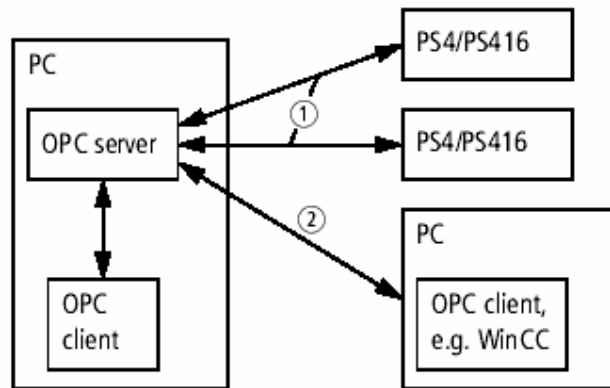 PC
OPC server
OPC
client
①
②
PS4/PS416
PS4/PS416
PC
OPC client,
e.g. WinCC